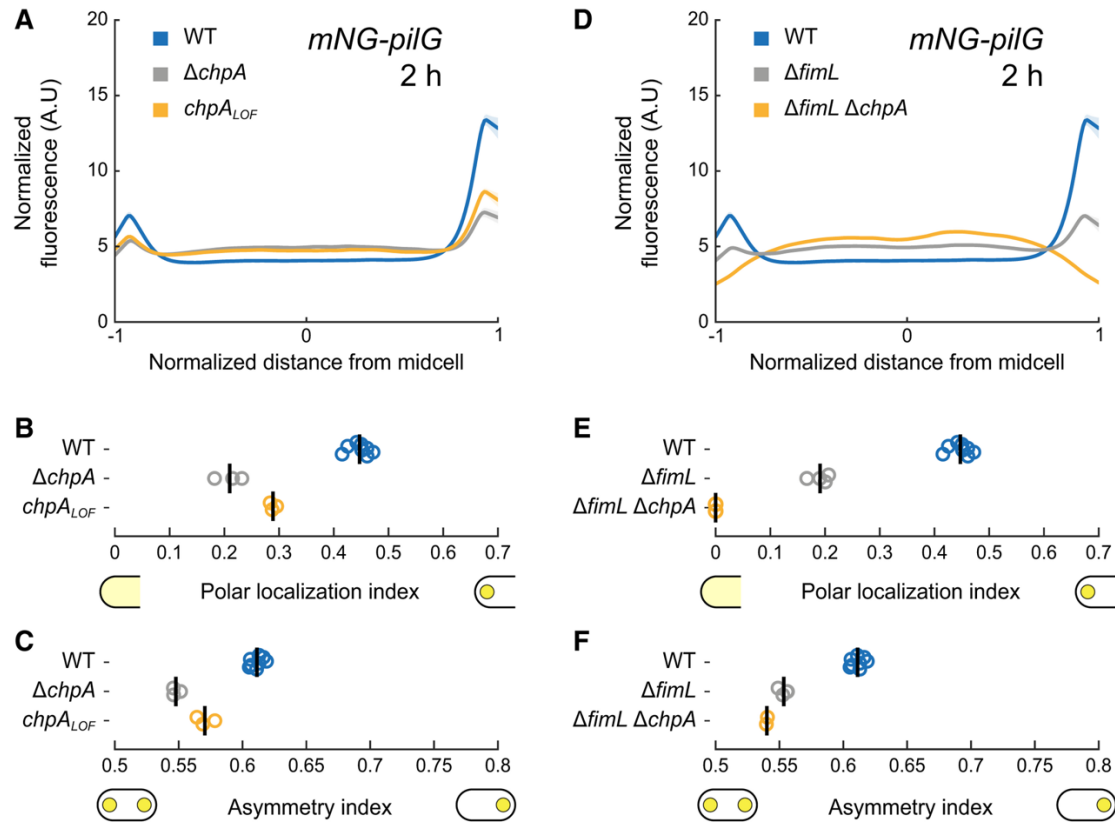 A
20
15
10
5
0
Normalized
fluorescence (A.U)
WT
ΔchpA
chpA_LOF
mNG-pilG
2 h
-1
0
1
Normalized distance from midcell
D
20
15
10
5
0
Normalized
fluorescence (A.U)
WT
ΔfimL
ΔfimL ΔchpA
mNG-pilG
2 h
-1
0
1
Normalized distance from midcell
B
WT
ΔchpA
chpA_LOF
0 0.1 0.2 0.3 0.4 0.5 0.6 0.7
Polar localization index
E
WT
ΔfimL
ΔfimL ΔchpA
0 0.1 0.2 0.3 0.4 0.5 0.6 0.7
Polar localization index
C
WT
ΔchpA
chpA_LOF
0.5 0.55 0.6 0.65 0.7 0.75 0.8
Asymmetry index
F
WT
ΔfimL
ΔfimL ΔchpA
0.5 0.55 0.6 0.65 0.7 0.75 0.8
Asymmetry index